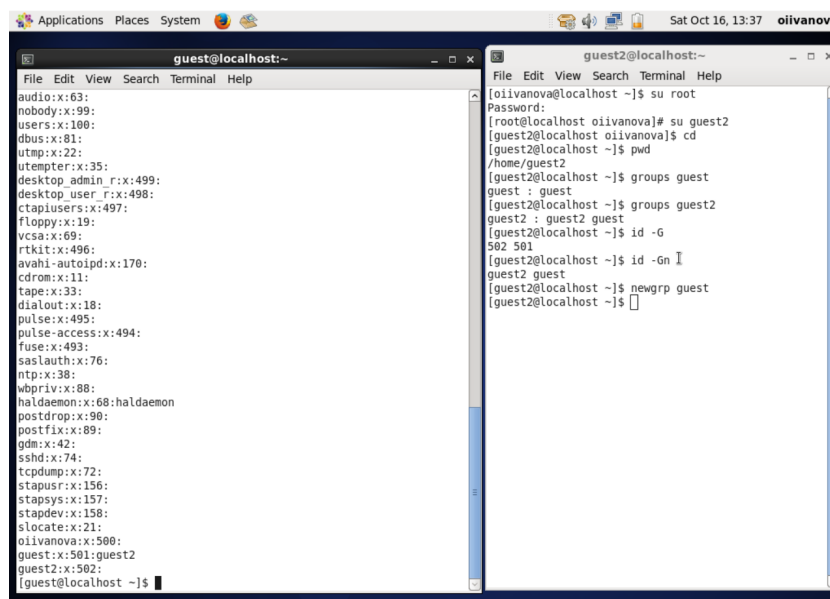 Applications Places System
Sat Oct 16, 13:37 oiivanov
guest@localhost:~
File Edit View Search Terminal Help
audio:x:63:
nobody:x:99:
users:x:100:
dbus:x:81:
utmp:x:22:
utempter:x:35:
desktop_admin_r:x:499:
desktop_user_r:x:498:
ctapiusers:x:497:
floppy:x:19:
vcsa:x:69:
rtkit:x:496:
avahi-autoipd:x:170:
cdrom:x:11:
tape:x:33:
dialout:x:18:
pulse:x:495:
pulse-access:x:494:
fuse:x:493:
saslauth:x:76:
ntp:x:38:
wbpriv:x:88:
haldaemon:x:68:haldaemon
postdrop:x:90:
postfix:x:89:
gdm:x:42:
sshd:x:74:
tcpdump:x:72:
stapusr:x:156:
stapsys:x:157:
stapdev:x:158:
slocate:x:21:
oiivanova:x:500:
guest:x:501:guest2
guest2:x:502:
[guest@localhost ~]$
guest2@localhost:~
File Edit View Search Terminal Help
[oiivanova@localhost ~]$ su root
Password:
[root@localhost oiivanova]# su guest2
[guest2@localhost oiivanova]$ cd
[guest2@localhost ~]$ pwd
/home/guest2
[guest2@localhost ~]$ groups guest
guest : guest
[guest2@localhost ~]$ groups guest2
guest2 : guest2 guest
[guest2@localhost ~]$ id -G
502 501
[guest2@localhost ~]$ id -Gn
guest2 guest
[guest2@localhost ~]$ newgrp guest
[guest2@localhost ~]$